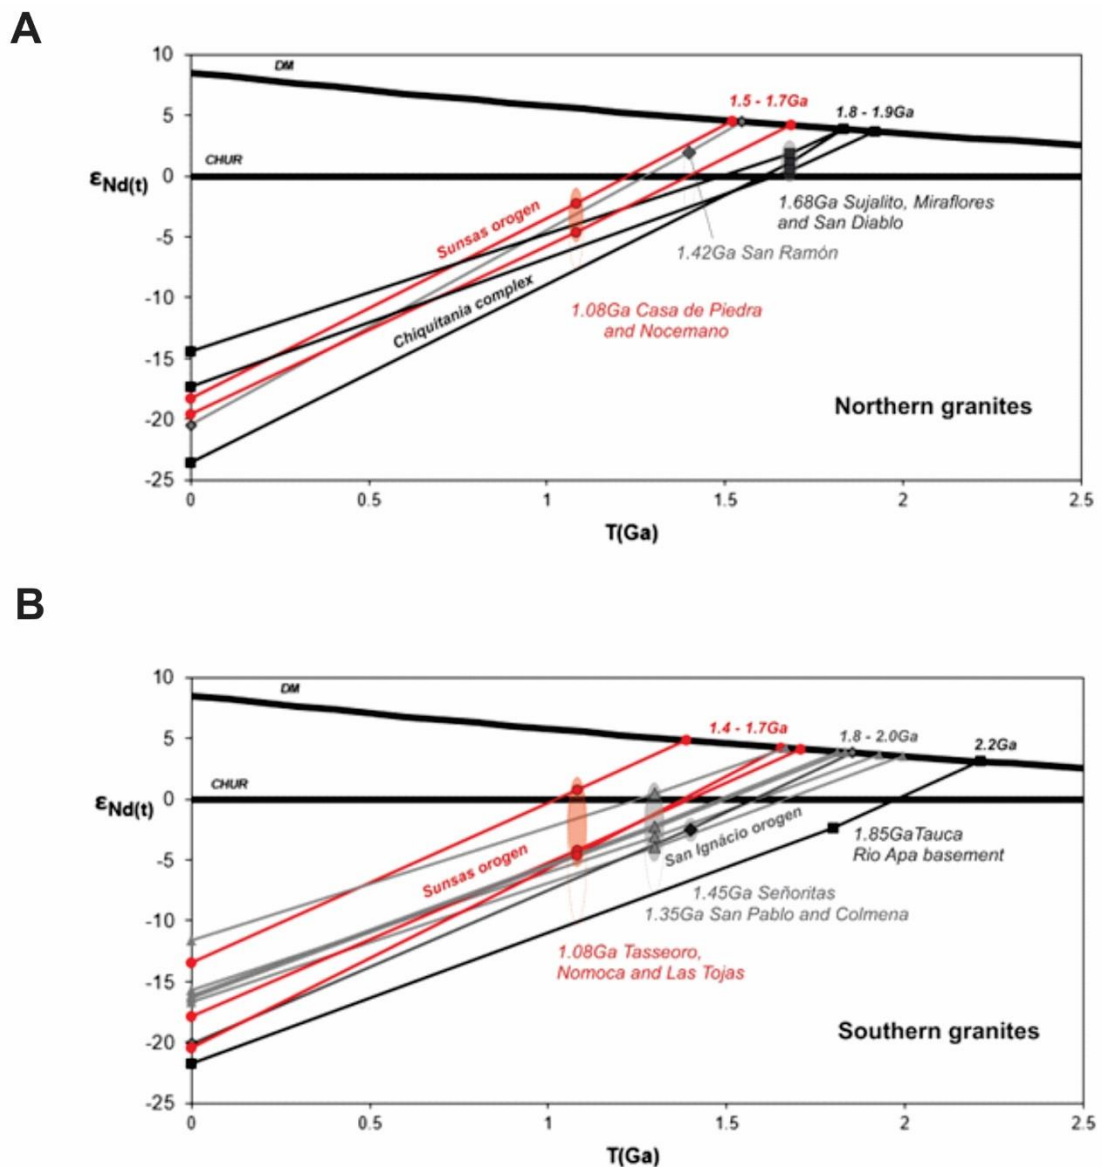 A
10
5
0
-5
-10
-15
-20
-25
εNd(t)
DM
CHUR
1.5 - 1.7Ga
1.8 - 1.9Ga
1.68Ga Sujalito, Miraflores
and San Diablo
1.42Ga San Ramón
Sunsas orogen
Chiquitania complex
1.08Ga Casa de Piedra
and Nocemano
Northern granites
0
0.5
1
1.5
2
2.5
T(Ga)
B
10
5
0
-5
-10
-15
-20
-25
εNd(t)
DM
CHUR
1.4 - 1.7Ga
1.8 - 2.0Ga
2.2Ga
San Ignácio orogen
1.85GaTauca
Rio Apa basement
Sunsas orogen
1.45Ga Señoritas
1.35Ga San Pablo and Colmena
1.08Ga Tasseoro,
Nomoca and Las Tojas
Southern granites
0
0.5
1
1.5
2
2.5
T(Ga)